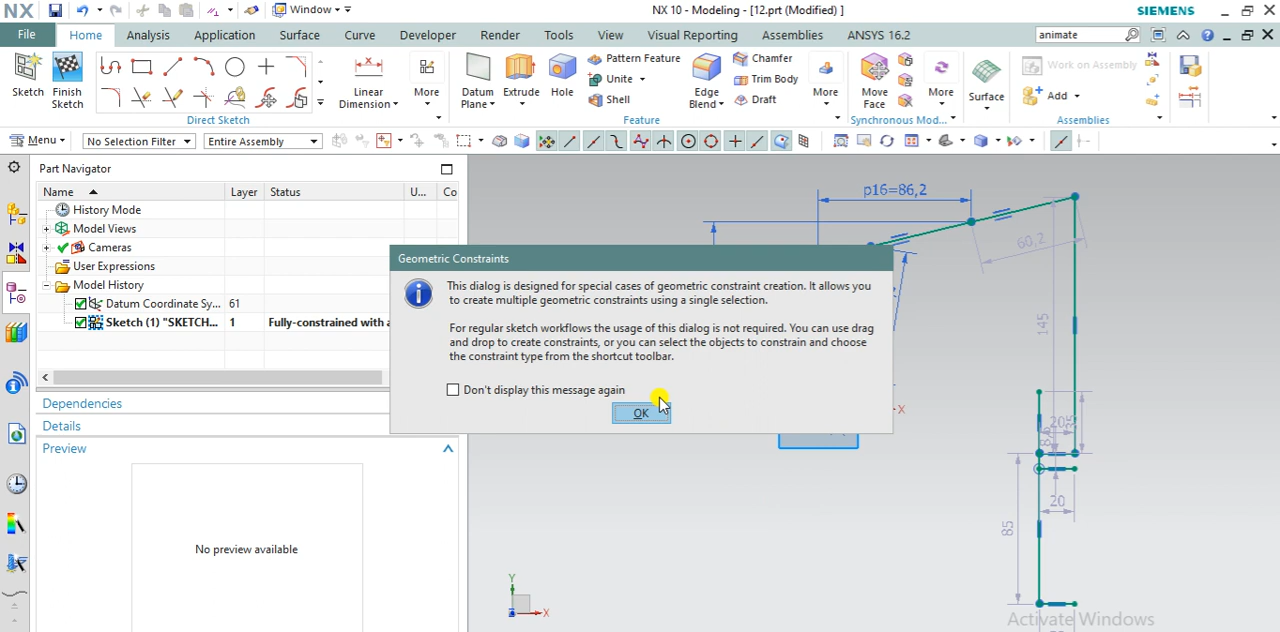 NX
Window
NX 10 - Modeling - [12.prt (Modified) ]
SIEMENS
File
Home
Analysis
Application
Surface
Curve
Developer
Render
Tools
View
Visual Reporting
Assemblies
ANSYS 16.2
animate
Sketch
Finish
Sketch
Linear
Dimension
More
Direct Sketch
Datum
Plane
Extrude
Hole
Pattern Feature
Unite
Shell
Edge
Blend
Chamfer
Trim Body
Draft
More
Feature
Move
Face
More
Synchronous Mod...
Surface
Work on Assembly
Add
Assemblies
Menu
No Selection Filter
Entire Assembly
Part Navigator
Name
Layer
Status
U...
Co
History Mode
Model Views
Cameras
User Expressions
Model History
Datum Coordinate Sy...
61
Sketch (1) "SKETCH...
1
Fully-constrained with a
Dependencies
Details
Preview
No preview available
Geometric Constraints
This dialog is designed for special cases of geometric constraint creation. It allows you
to create multiple geometric constraints using a single selection.
For regular sketch workflows the usage of this dialog is not required. You can use drag
and drop to create constraints, or you can select the objects to constrain and choose
the constraint type from the shortcut toolbar.
Don't display this message again
OK
p16=86,2
60,2
145
X
20
20
85
Y
X
Activate Windows